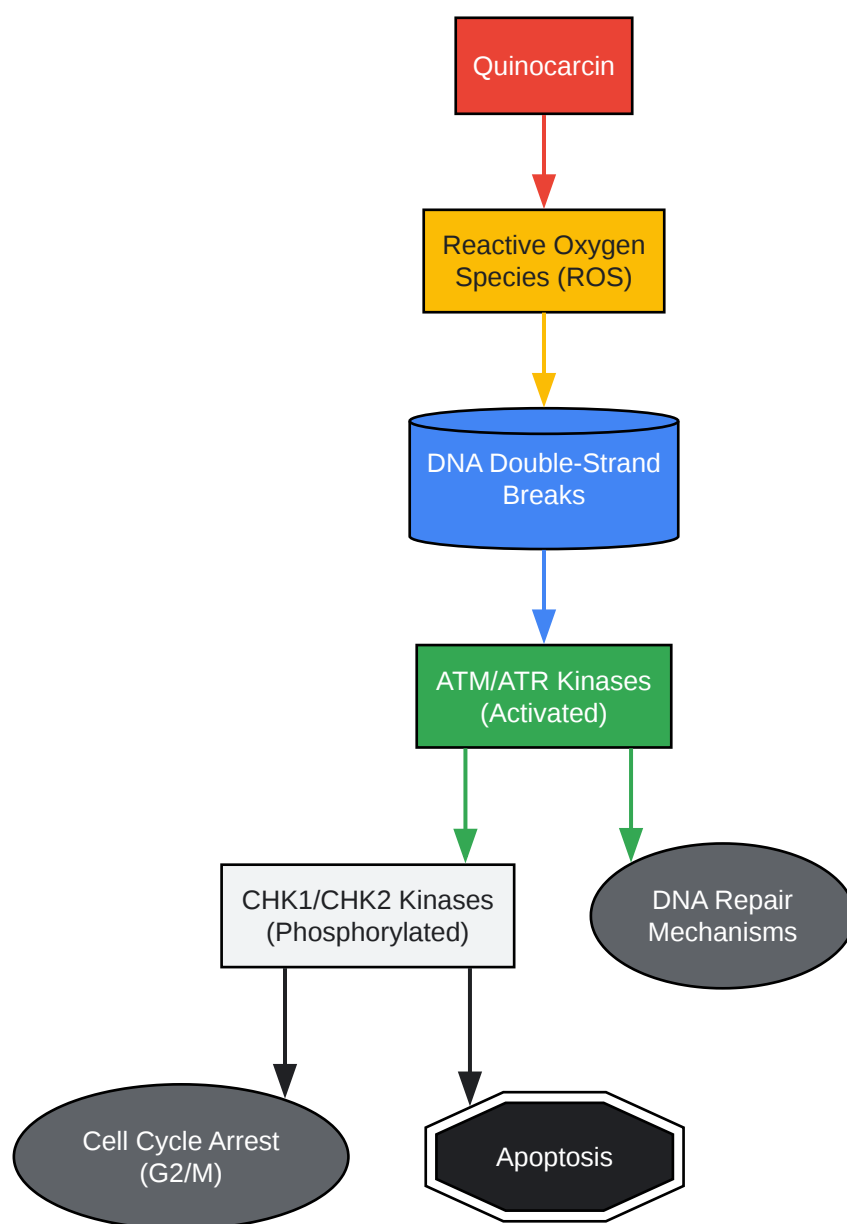 Quinocarcin
Reactive Oxygen
Species (ROS)
DNA Double-Strand
Breaks
ATM/ATR Kinases
(Activated)
CHK1/CHK2 Kinases
(Phosphorylated)
DNA Repair
Mechanisms
Cell Cycle Arrest
(G2/M)
Apoptosis